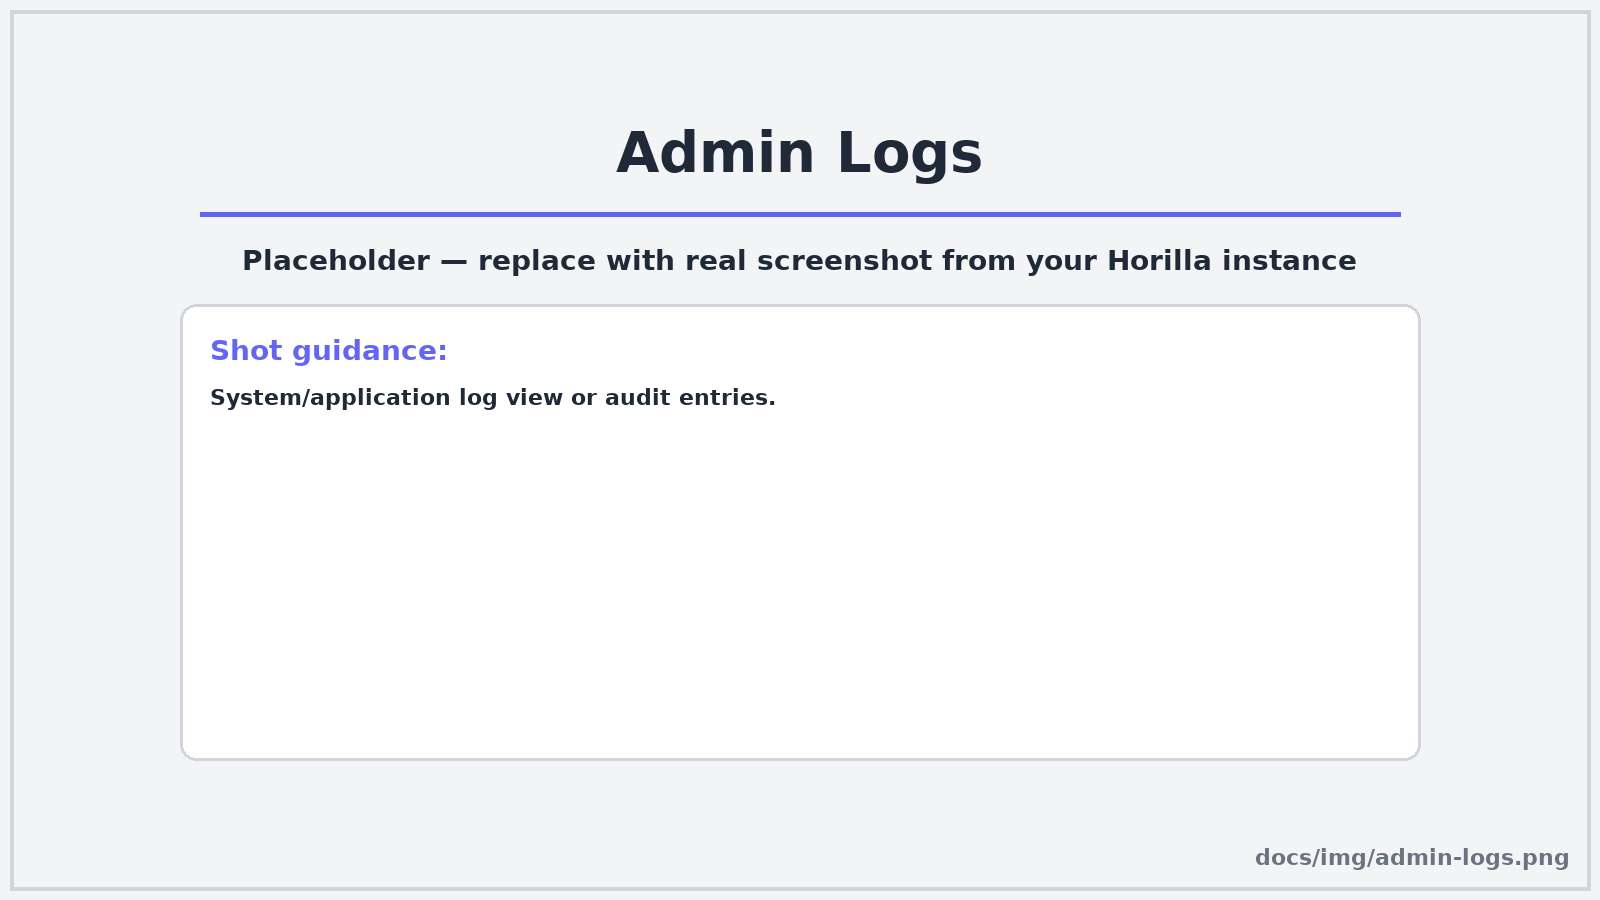 Admin Logs
Placeholder — replace with real screenshot from your Horilla instance
Shot guidance:
System/application log view or audit entries.
docs/img/admin-logs.png